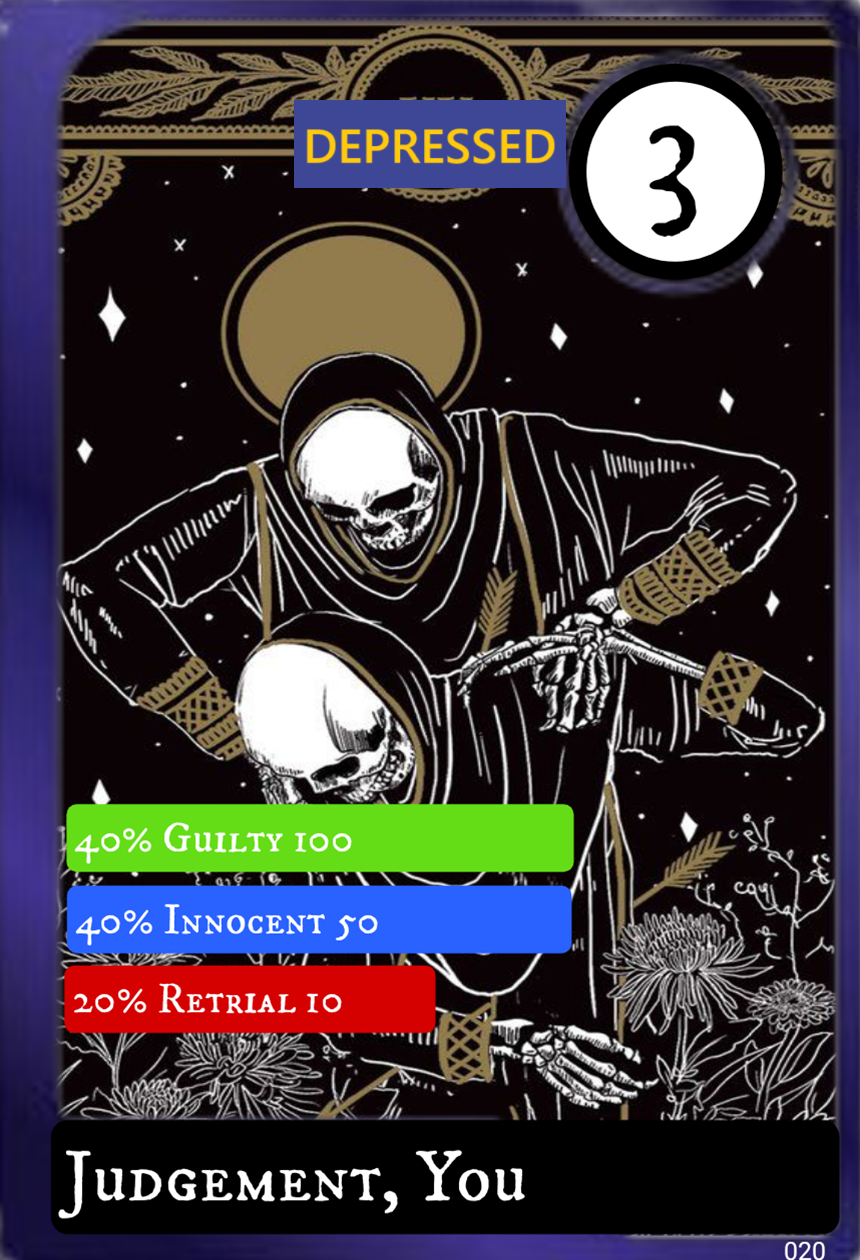 DEPRESSED
3
40% Guilty 100
40% Innocent 50
20% Retrial 10
Judgement, You
020